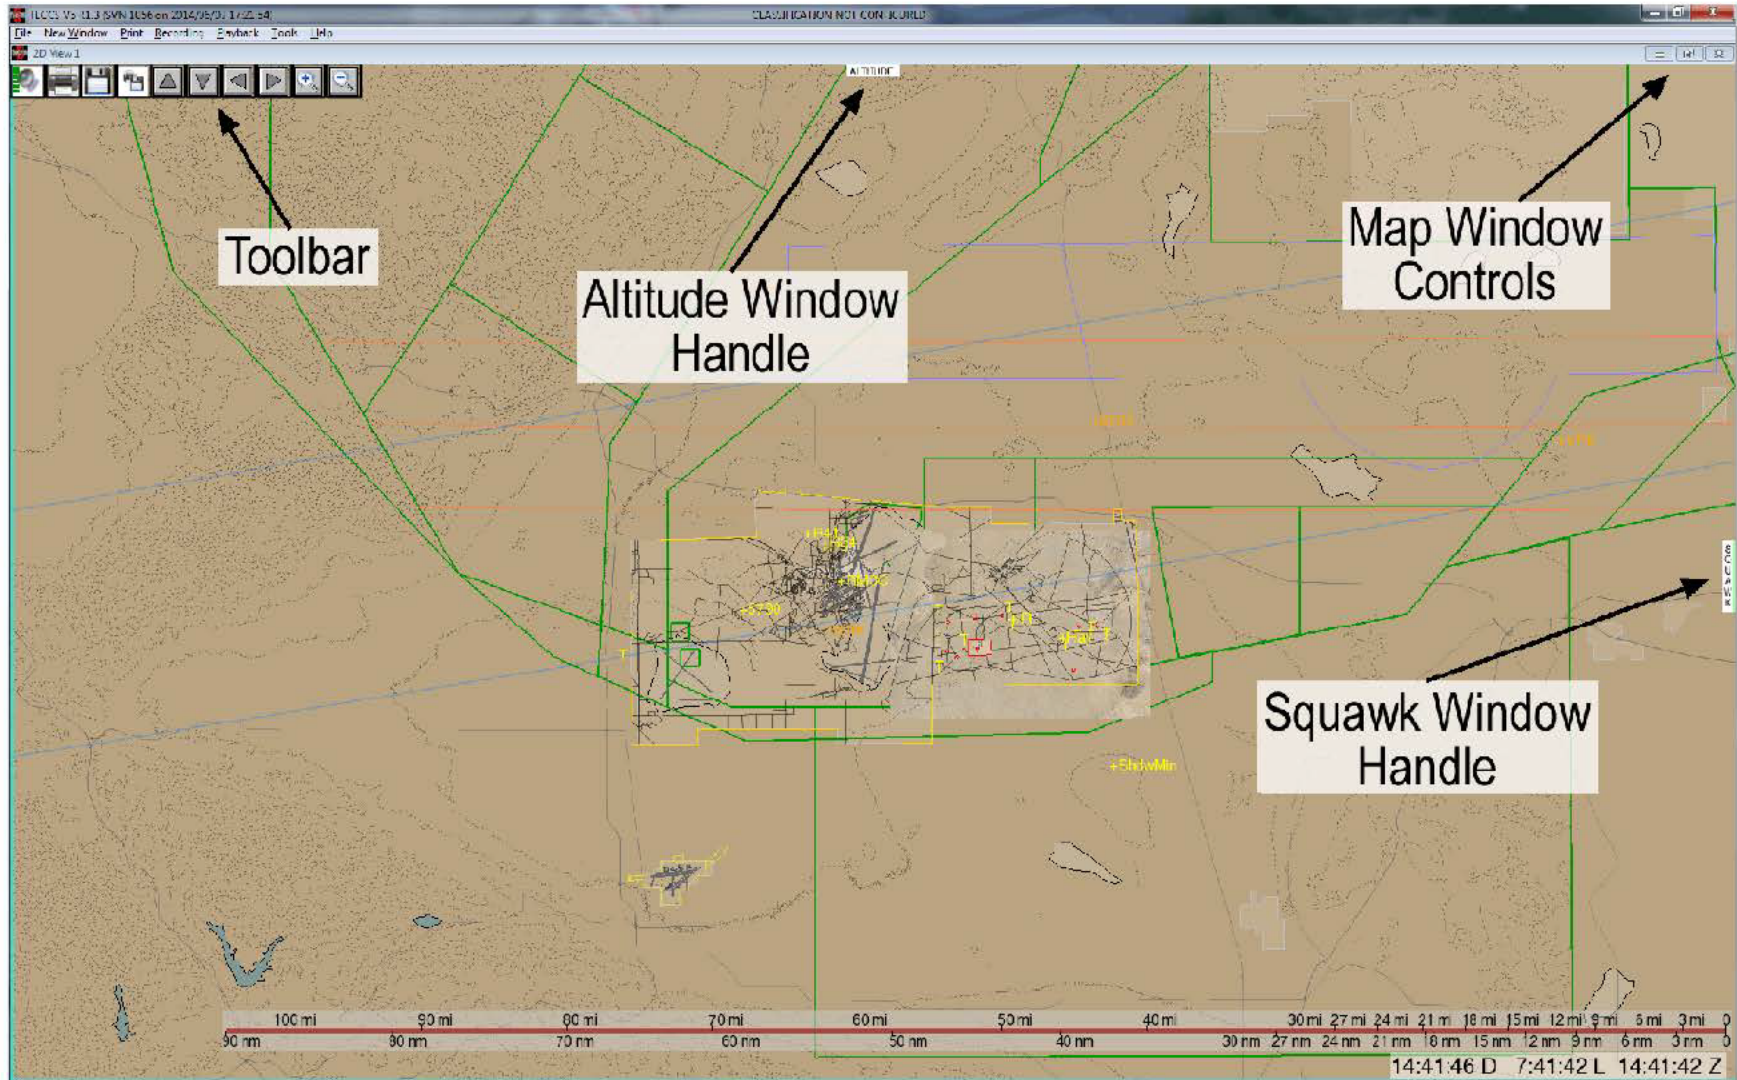 CLASSIFICATION NOT CONFIGURED
File New Window Print Recording Playback Tools Help
2D View 1
ALTITUDE
Toolbar
Altitude Window
Handle
Map Window
Controls
SQUAWK
Squawk Window
Handle
+ShdwMtn
100 mi 90 mi 80 mi 70 mi 60 mi 50 mi 40 mi 30 mi 27 mi 24 mi 21 mi 18 mi 15 mi 12 mi 9 mi 6 mi 3 mi 0
90 nm 80 nm 70 nm 60 nm 50 nm 40 nm 30 nm 27 nm 24 nm 21 nm 18 nm 15 nm 12 nm 9 nm 6 nm 3 nm 0
14:41:46 D 7:41:42 L 14:41:42 Z